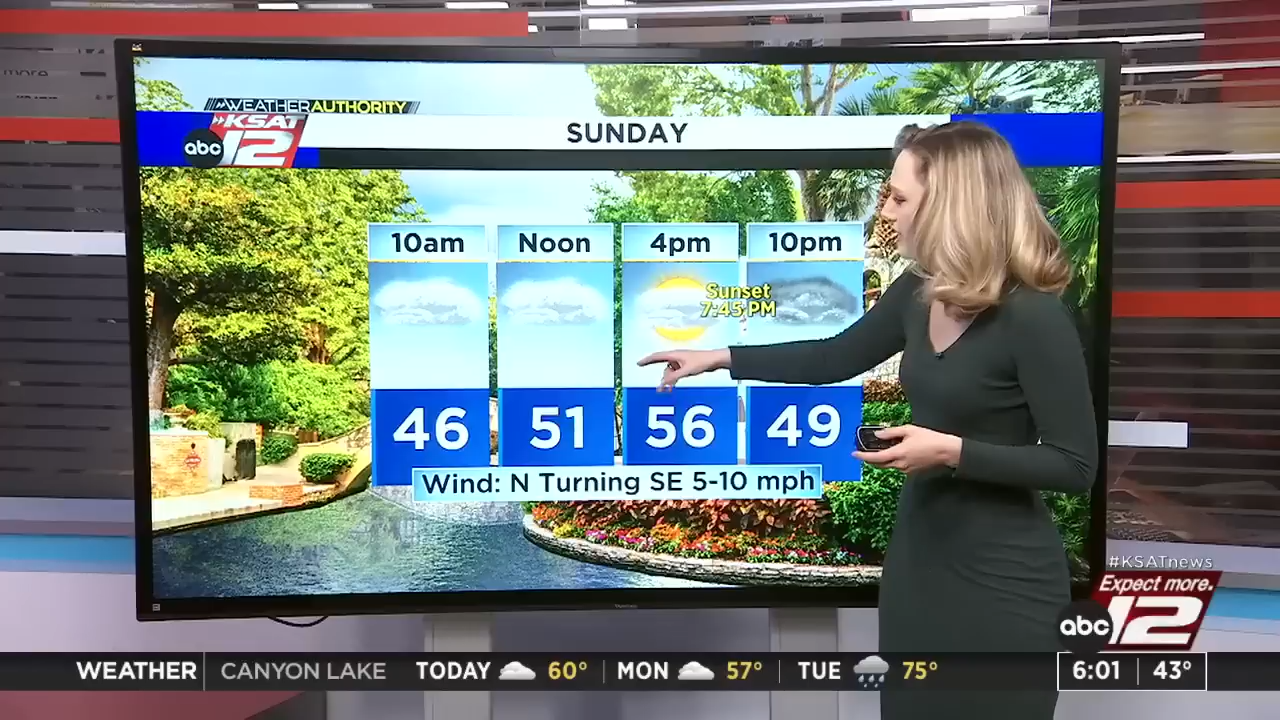 more
WEATHERAUTHORITY
KSAT
abc 12
SUNDAY
10am Noon 4pm 10pm
Sunset
7:45 PM
46 51 56 49
Wind: N Turning SE 5-10 mph
#KSATnews
Expect more.
abc 12
WEATHER CANYON LAKE TODAY 60° MON 57° TUE 75° 6:01 43°